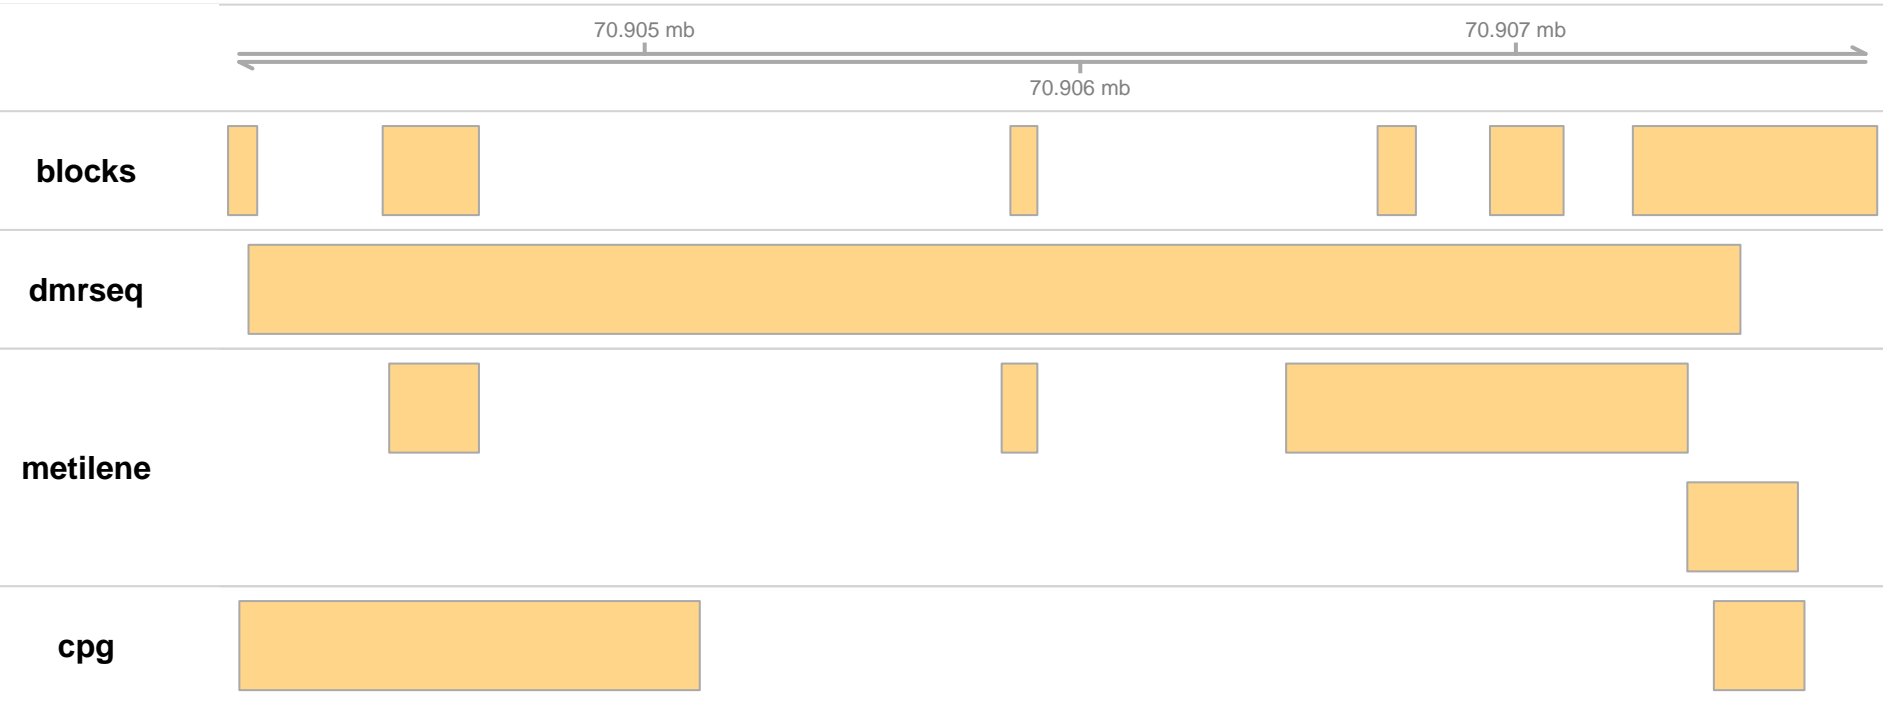 70.905 mb
70.907 mb
70.906 mb
blocks
dmrseq
metilene
cpg